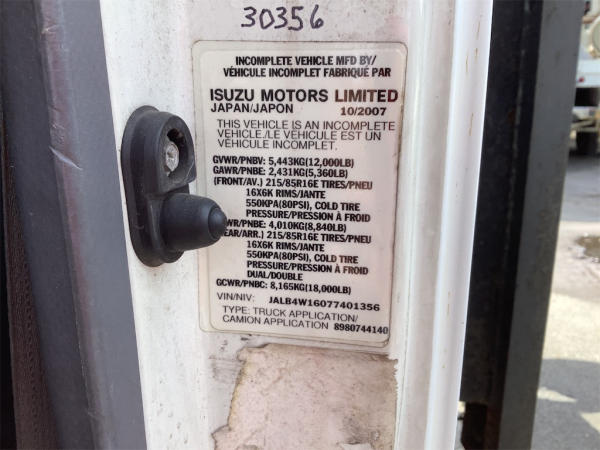 30356
INCOMPLETE VEHICLE MFD BY/
VÉHICULE INCOMPLET FABRIQUÉ PAR
ISUZU MOTORS LIMITED
JAPAN/JAPON 10/2007
THIS VEHICLE IS AN INCOMPLETE
VEHICLE./LE VÉHICULE EST UN
VÉHICULE INCOMPLET.
GVWR/PNBV: 5,443KG(12,000LB)
GAWR/PNBE: 2,431KG(5,360LB)
(FRONT/AV.) 215/85R16E TIRES/PNEU
16X6K RIMS/JANTE
550KPA(80PSI), COLD TIRE
PRESSURE/PRESSION À FROID
WR/PNBE: 4,010KG(8,840LB)
EAR/ARR.) 215/85R16E TIRES/PNEU
16X6K RIMS/JANTE
550KPA(80PSI), COLD TIRE
PRESSURE/PRESSION À FROID
DUAL/DOUBLE
GCWR/PNBC: 8,165KG(18,000LB)
VIN/NIV: JALB4W16077401356
TYPE: TRUCK APPLICATION/
CAMION APPLICATION 8980744140